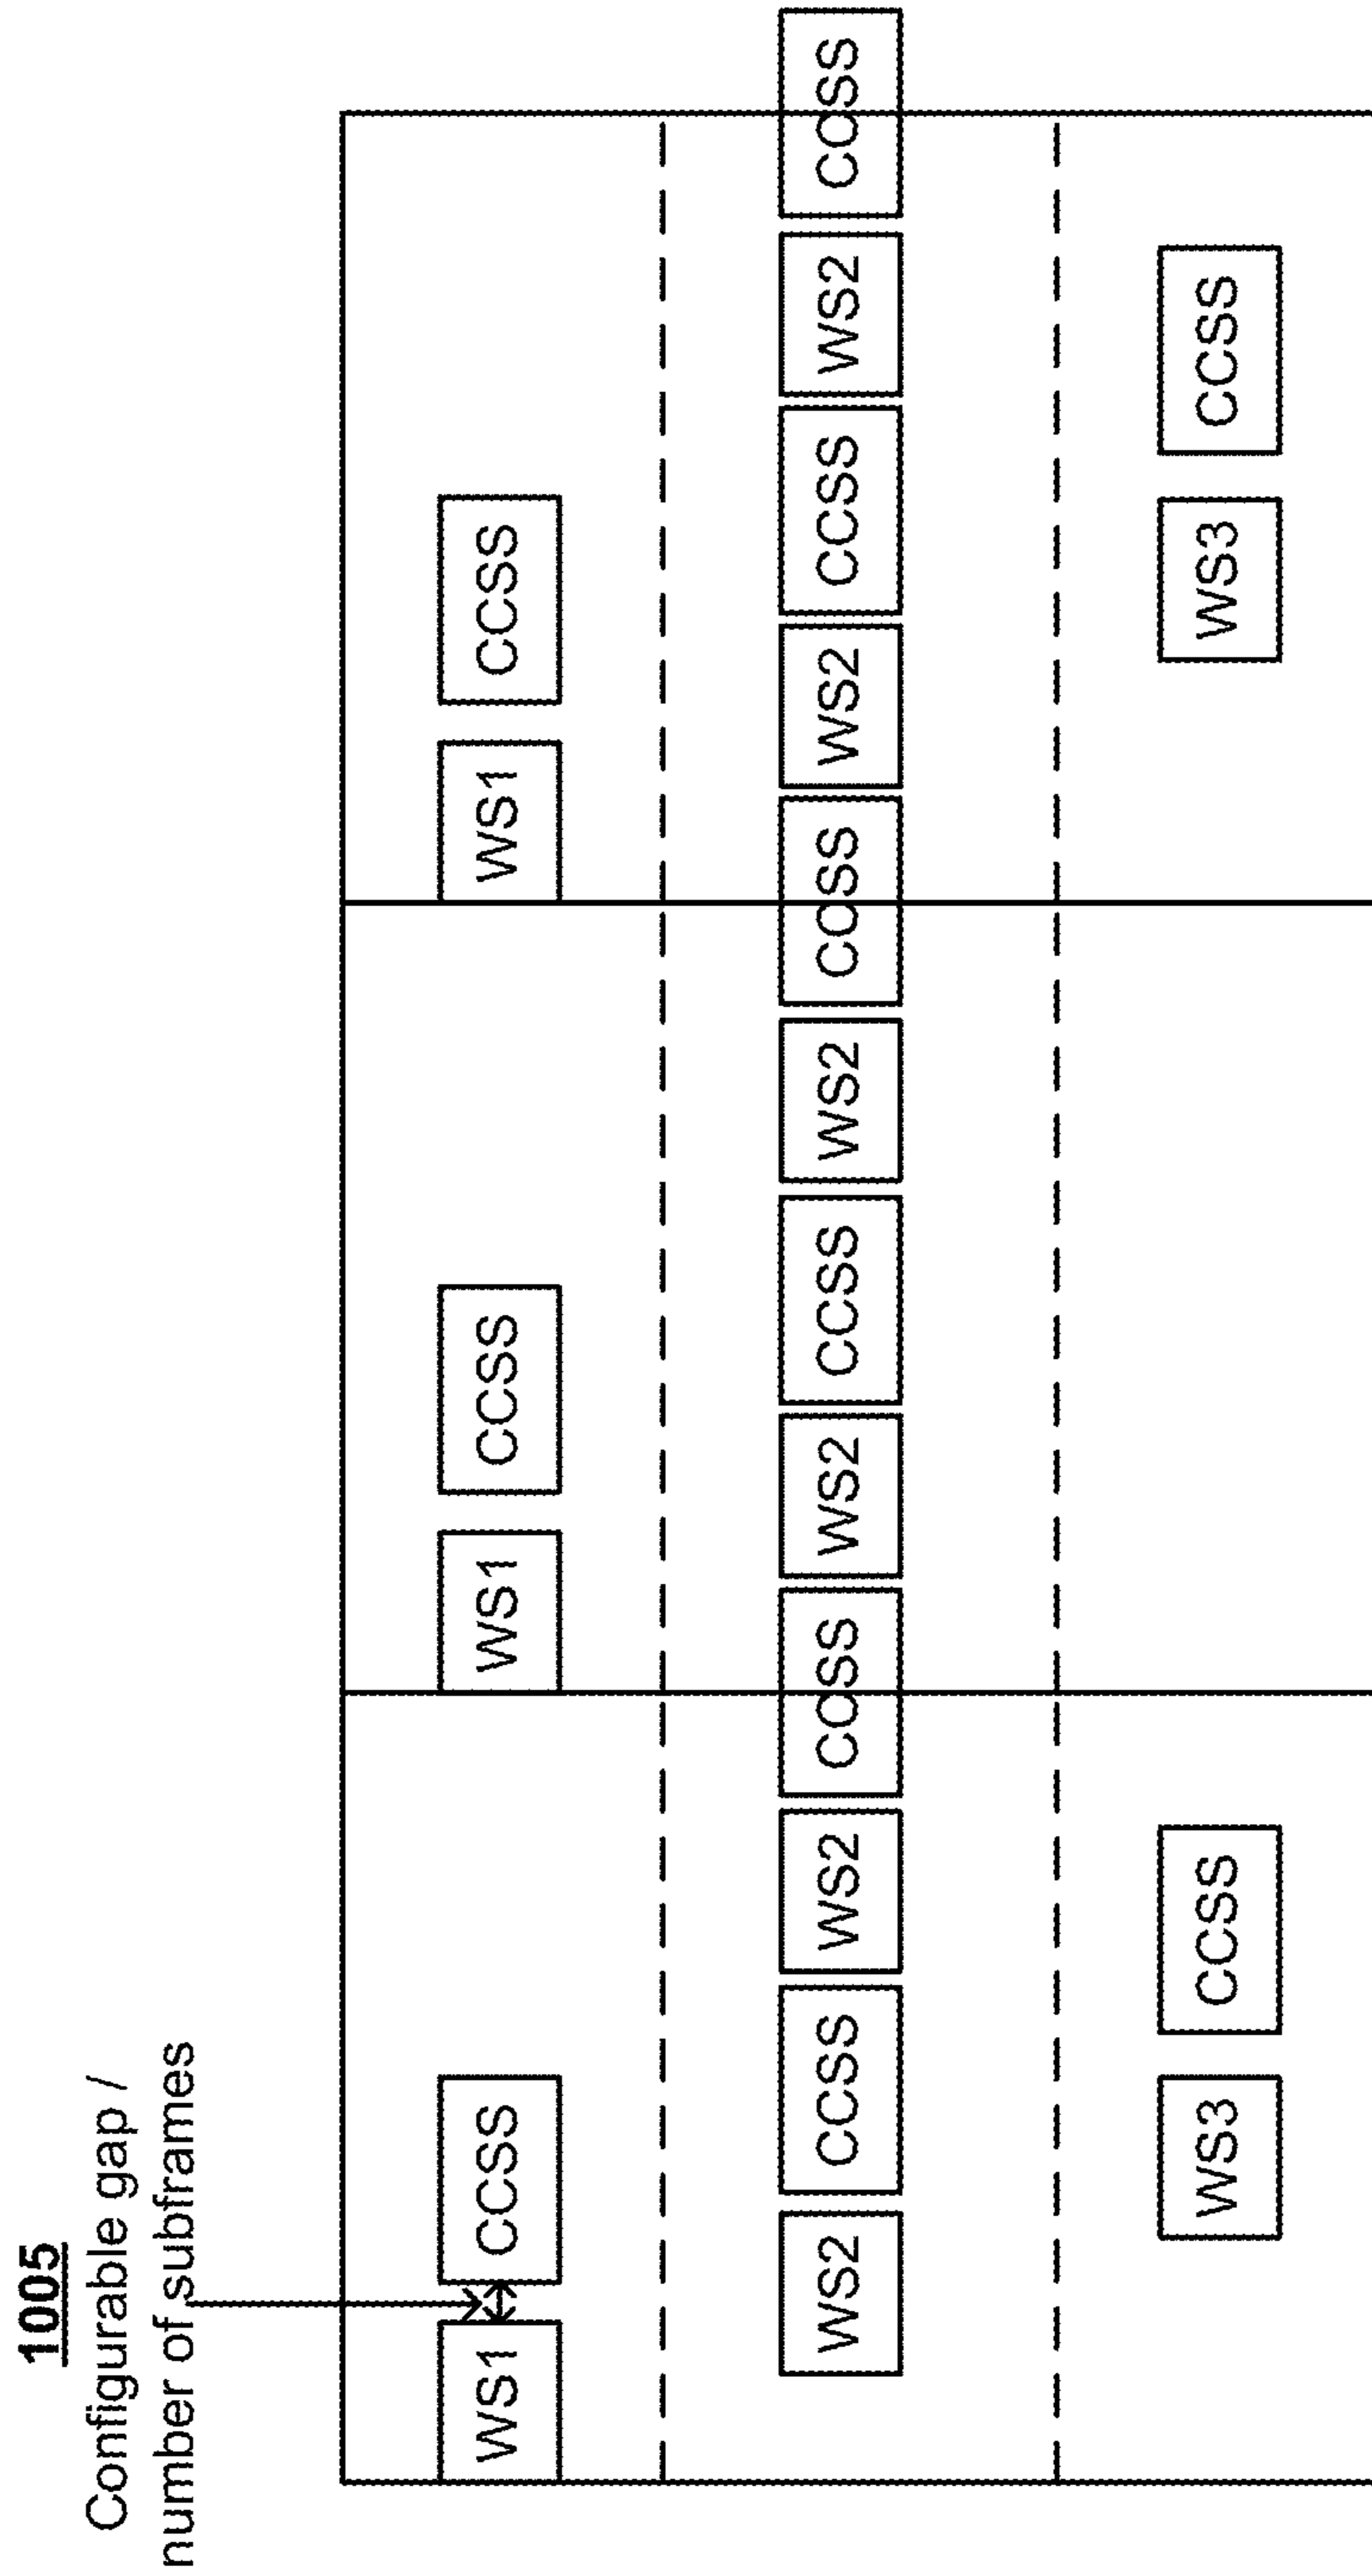 1005
Configurable gap /
number of subframes
WS1 CCSS WS1 CCSS WS1 CCSS
WS2 CCSS WS2 CCSS WS2 CCSS WS2 CCSS WS2 CCSS WS2 CCSS
WS3 CCSS WS3 CCSS